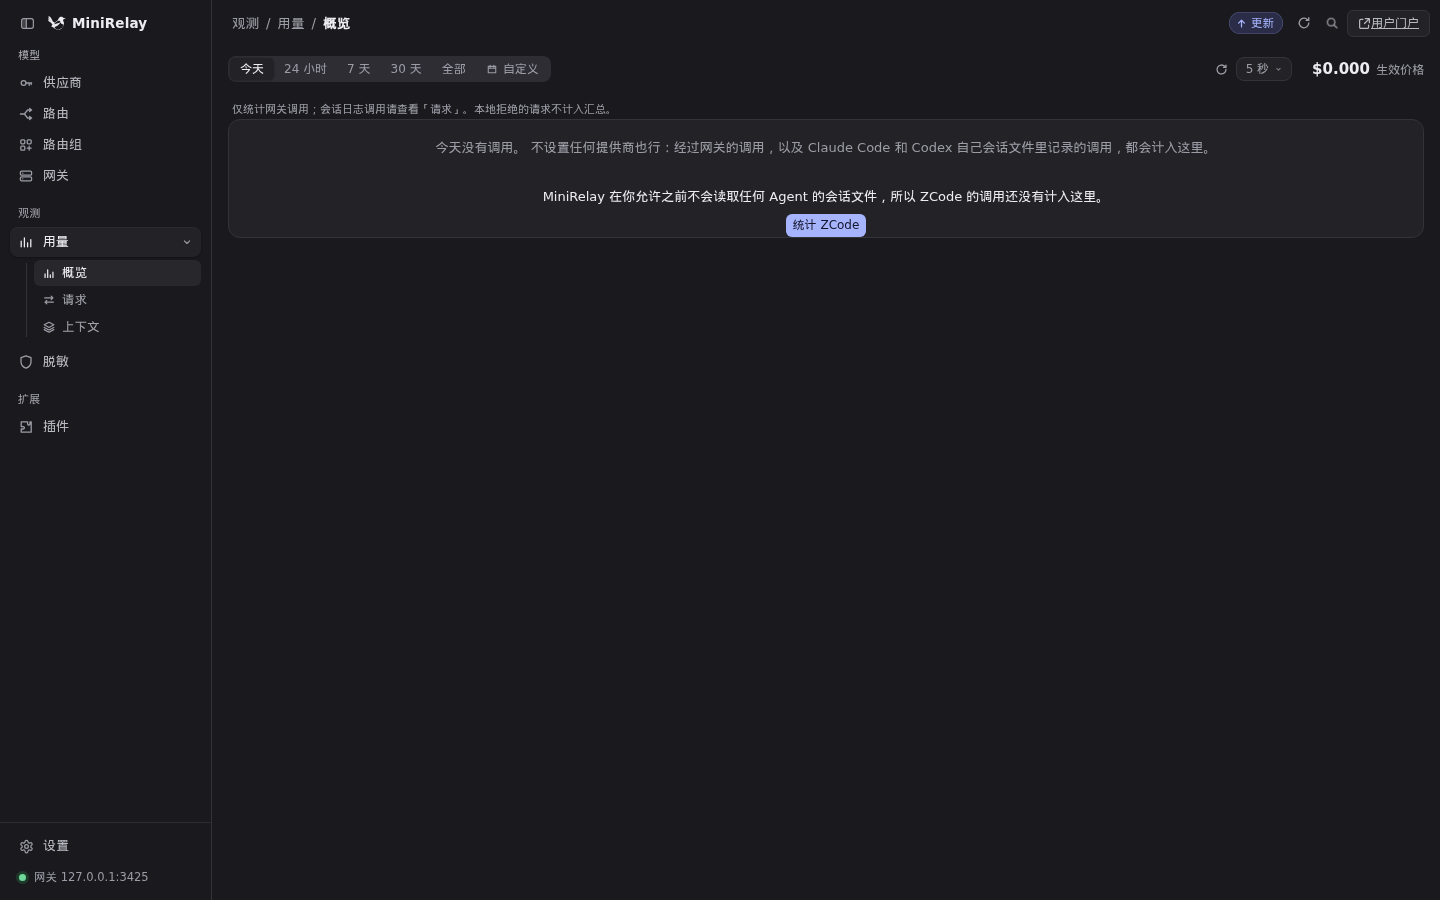 MiniRelay
模型
供应商
路由
路由组
网关
观测
用量
概览
请求
上下文
脱敏
扩展
插件
设置
网关 127.0.0.1:3425
观测 / 用量 / 概览
更新
用户门户
今天 24 小时 7 天 30 天 全部 自定义
5 秒
$0.000 生效价格
仅统计网关调用；会话日志调用请查看「请求」。本地拒绝的请求不计入汇总。
今天没有调用。 不设置任何提供商也行：经过网关的调用，以及 Claude Code 和 Codex 自己会话文件里记录的调用，都会计入这里。
MiniRelay 在你允许之前不会读取任何 Agent 的会话文件，所以 ZCode 的调用还没有计入这里。
统计 ZCode